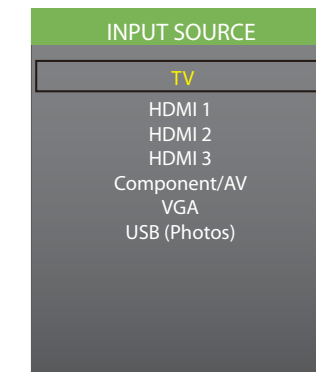 INPUT SOURCE
TV
HDMI 1
HDMI 2
HDMI 3
Component/AV
VGA
USB (Photos)